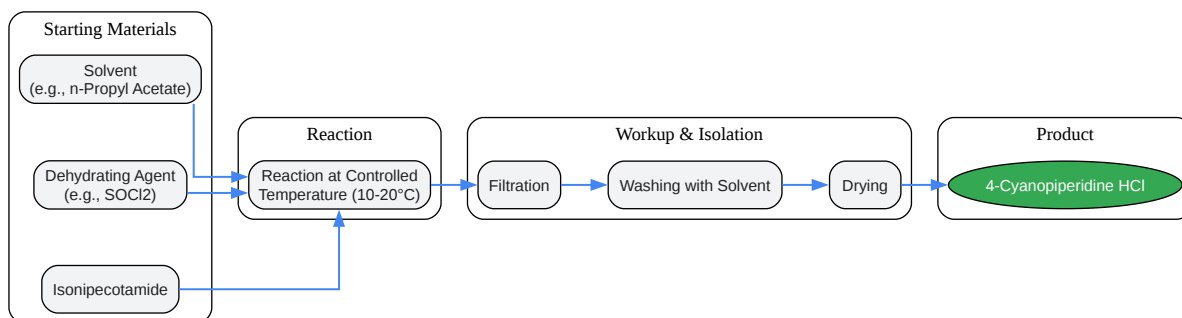 Starting Materials
Solvent
(e.g., n-Propyl Acetate)
Dehydrating Agent
(e.g., SOCl2)
Isonipecotamide
Reaction
Reaction at Controlled
Temperature (10-20°C)
Workup & Isolation
Filtration
Washing with Solvent
Drying
Product
4-Cyanopiperidine HCl